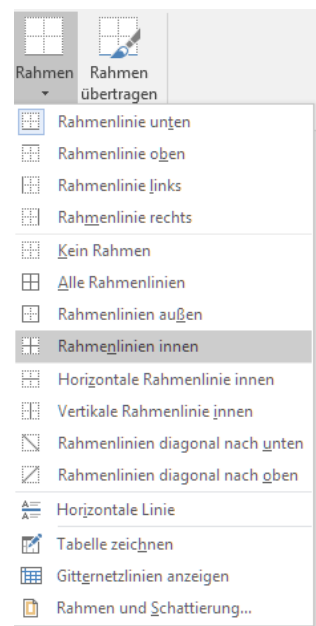 Rahmen Rahmen
übertragen
Rahmenlinie unten
Rahmenlinie oben
Rahmenlinie links
Rahmenlinie rechts
Kein Rahmen
Alle Rahmenlinien
Rahmenlinien außen
Rahmenlinien innen
Horizontale Rahmenlinie innen
Vertikale Rahmenlinie innen
Rahmenlinien diagonal nach unten
Rahmenlinien diagonal nach oben
Horizontale Linie
Tabelle zeichnen
Gitternetzlinien anzeigen
Rahmen und Schattierung...